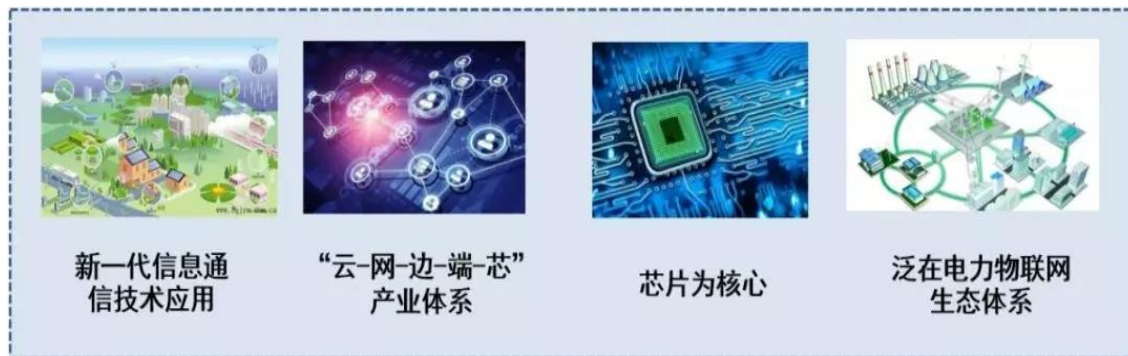 新一代信息通
信技术应用
“云-网-边-端-芯”
产业体系
芯片为核心
泛在电力物联网
生态体系